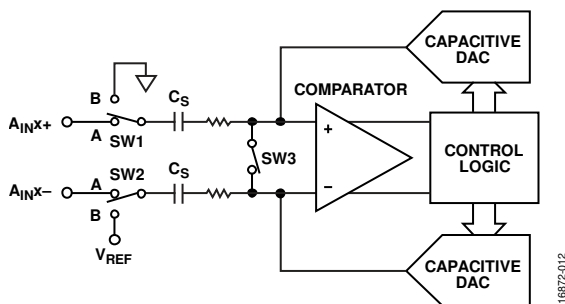 CAPACITIVE
DAC
B
CS
COMPARATOR
AINx+
A
SW1
+
SW3
CONTROL
LOGIC
SW2
CS
AINx–
A
–
B
VREF
CAPACITIVE
DAC
16872-012